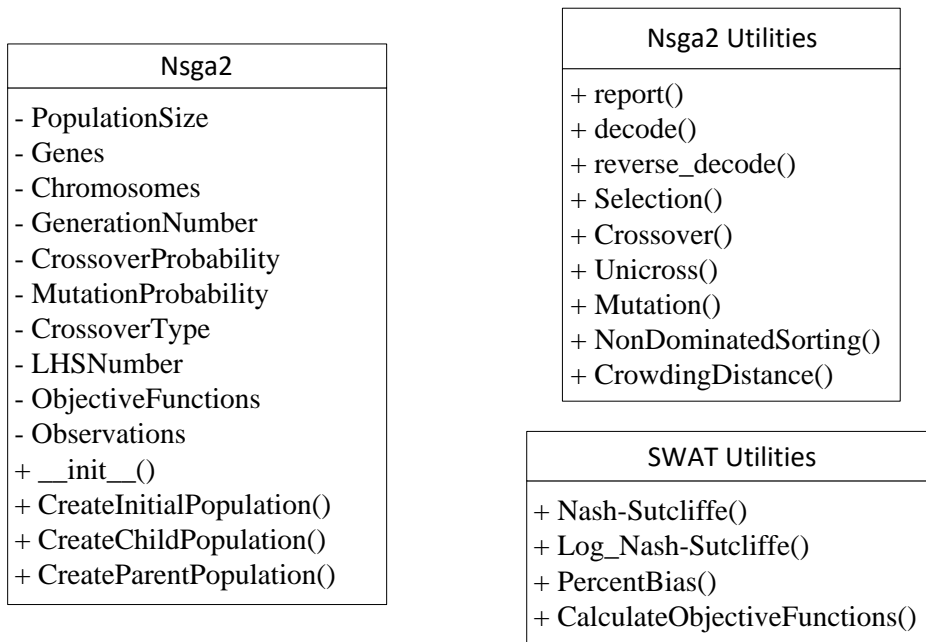 Nsga2
- PopulationSize
- Genes
- Chromosomes
- GenerationNumber
- CrossoverProbability
- MutationProbability
- CrossoverType
- LHSNumber
- ObjectiveFunctions
- Observations
+ __init__()
+ CreateInitialPopulation()
+ CreateChildPopulation()
+ CreateParentPopulation()
Nsga2 Utilities
+ report()
+ decode()
+ reverse_decode()
+ Selection()
+ Crossover()
+ Unicross()
+ Mutation()
+ NonDominatedSorting()
+ CrowdingDistance()
SWAT Utilities
+ Nash-Sutcliffe()
+ Log_Nash-Sutcliffe()
+ PercentBias()
+ CalculateObjectiveFunctions()